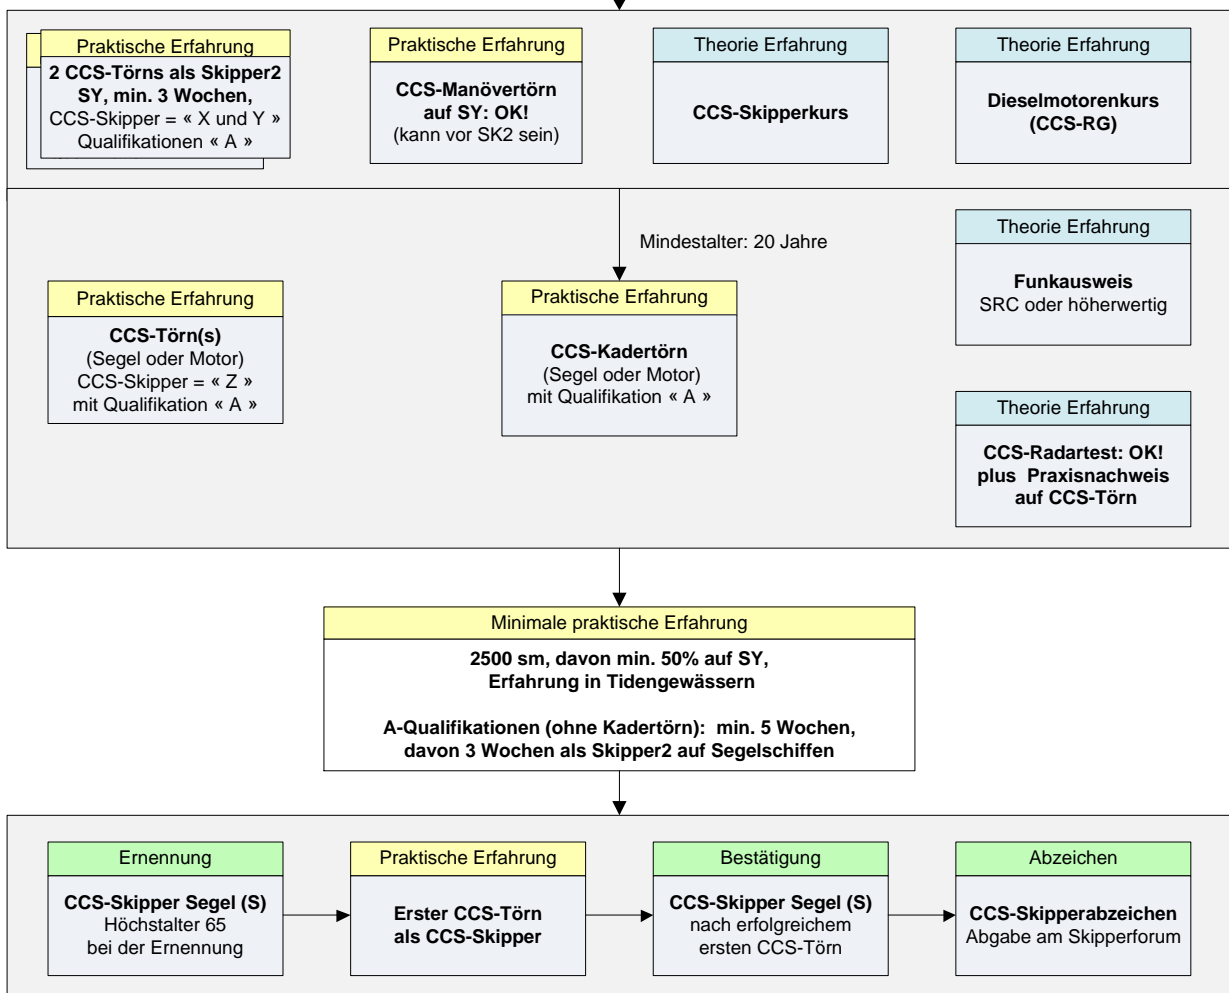 Praktische Erfahrung
2 CCS-Törns als Skipper2
SY, min. 3 Wochen,
CCS-Skipper = « X und Y »
Qualifikationen « A »
Praktische Erfahrung
CCS-Manövertörn
auf SY: OK!
(kann vor SK2 sein)
Theorie Erfahrung
CCS-Skipperkurs
Theorie Erfahrung
Dieselmotorenkurs
(CCS-RG)
Mindestalter: 20 Jahre
Praktische Erfahrung
CCS-Törn(s)
(Segel oder Motor)
CCS-Skipper = « Z »
mit Qualifikation « A »
Praktische Erfahrung
CCS-Kadertörn
(Segel oder Motor)
mit Qualifikation « A »
Theorie Erfahrung
Funkausweis
SRC oder höherwertig
Theorie Erfahrung
CCS-Radartest: OK!
plus Praxisnachweis
auf CCS-Törn
Minimale praktische Erfahrung
2500 sm, davon min. 50% auf SY,
Erfahrung in Tidengewässern
A-Qualifikationen (ohne Kadertörn): min. 5 Wochen,
davon 3 Wochen als Skipper2 auf Segelschiffen
Ernennung
CCS-Skipper Segel (S)
Höchstalter 65
bei der Ernennung
Praktische Erfahrung
Erster CCS-Törn
als CCS-Skipper
Bestätigung
CCS-Skipper Segel (S)
nach erfolgreichem
ersten CCS-Törn
Abzeichen
CCS-Skipperabzeichen
Abgabe am Skipperforum